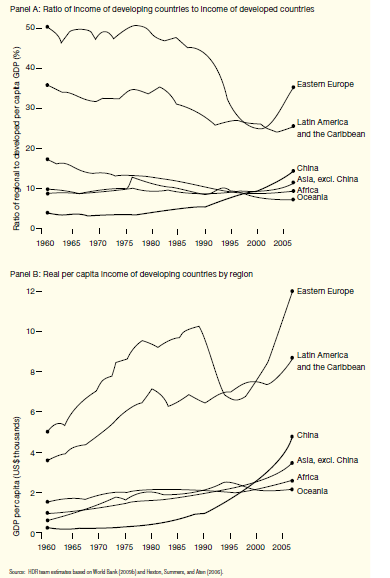 Panel A: Ratio of income of developing countries to income of developed countries
Ratio of regional to developed per capita GDP (%)
50
40
30
20
10
0
1960 1965 1970 1975 1980 1985 1990 1995 2000 2005
Eastern Europe
Latin America
and the Caribbean
China
Asia, excl. China
Africa
Oceania
Panel B: Real per capita income of developing countries by region
GDP per capita (US$ thousands)
12
10
8
6
4
2
0
1960 1965 1970 1975 1980 1985 1990 1995 2000 2005
Eastern Europe
Latin America
and the Caribbean
China
Asia, excl. China
Africa
Oceania
Source: HDR team estimates based on World Bank (2009b) and Heston, Summers, and Aten (2006).